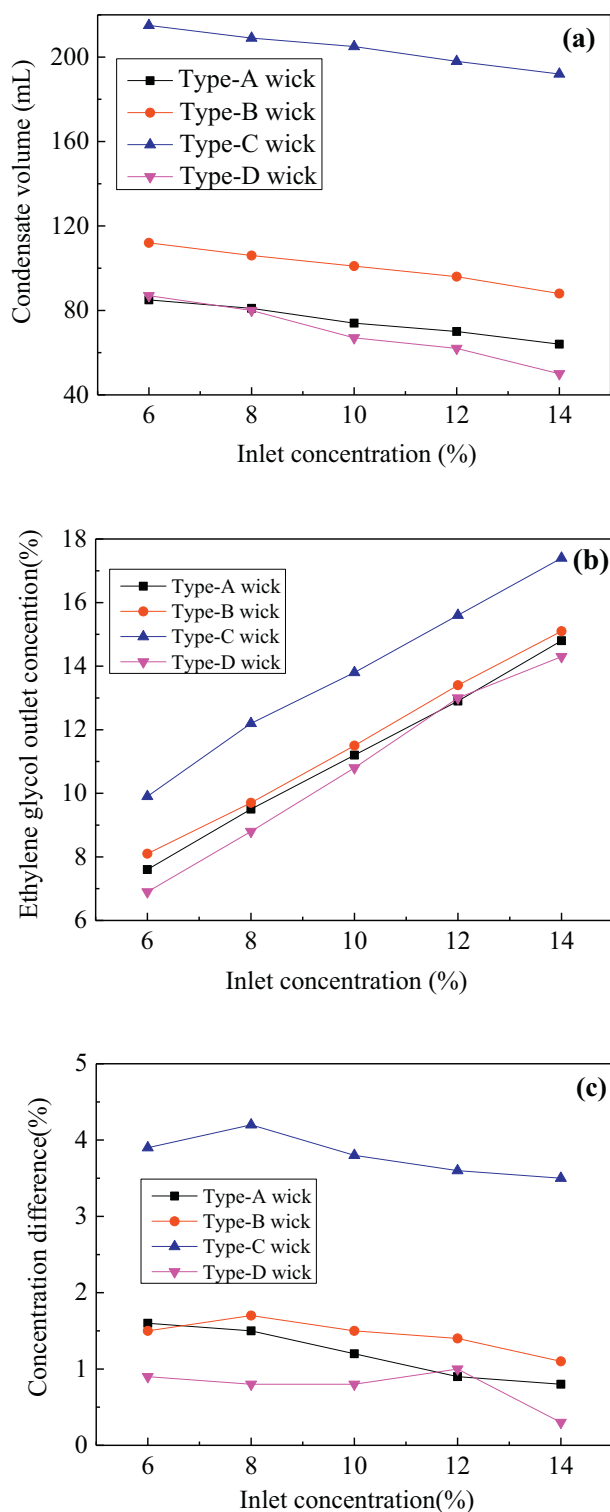 (a)
200
160
120
80
40
Condensate volume (mL)
Type-A wick
Type-B wick
Type-C wick
Type-D wick
6 8 10 12 14
Inlet concentration (%)
(b)
18
16
14
12
10
8
6
Ethylene glycol outlet concention(%)
Type-A wick
Type-B wick
Type-C wick
Type-D wick
6 8 10 12 14
Inlet concentration (%)
(c)
5
4
3
2
1
0
Concentration difference(%)
Type-A wick
Type-B wick
Type-C wick
Type-D wick
6 8 10 12 14
Inlet concentration(%)